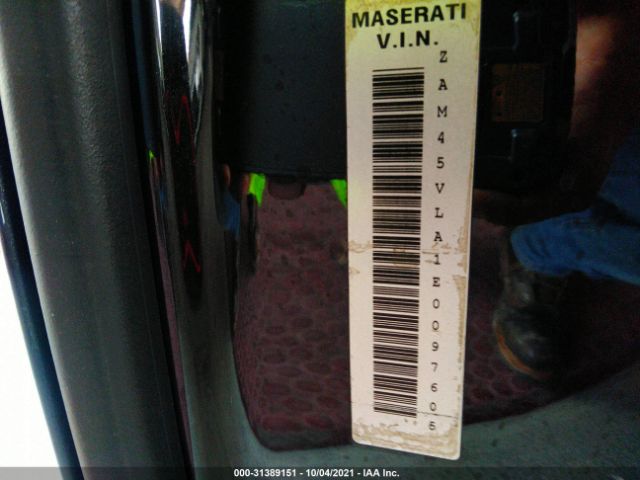 MASERATI
V.I.N.
ZAM45VLA1E0097606
000-31389151 - 10/04/2021 - IAA Inc.